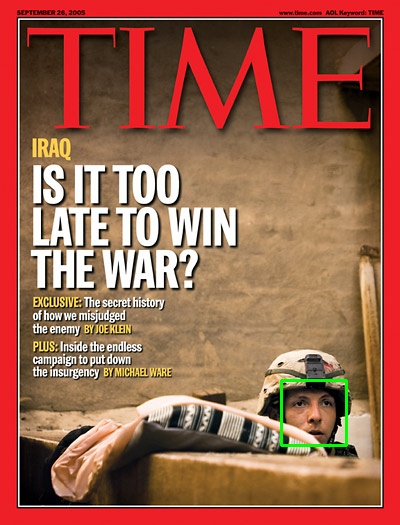 SEPTEMBER 26, 2005 www.time.com AOL Keyword: TIME
TIME
IRAQ
IS IT TOO
LATE TO WIN
THE WAR?
EXCLUSIVE: The secret history
of how we misjudged
the enemy BY JOE KLEIN
PLUS: Inside the endless
campaign to put down
the insurgency BY MICHAEL WARE